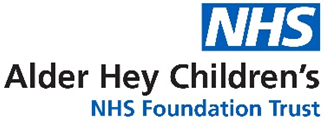 NHS
Alder Hey Children's
NHS Foundation Trust